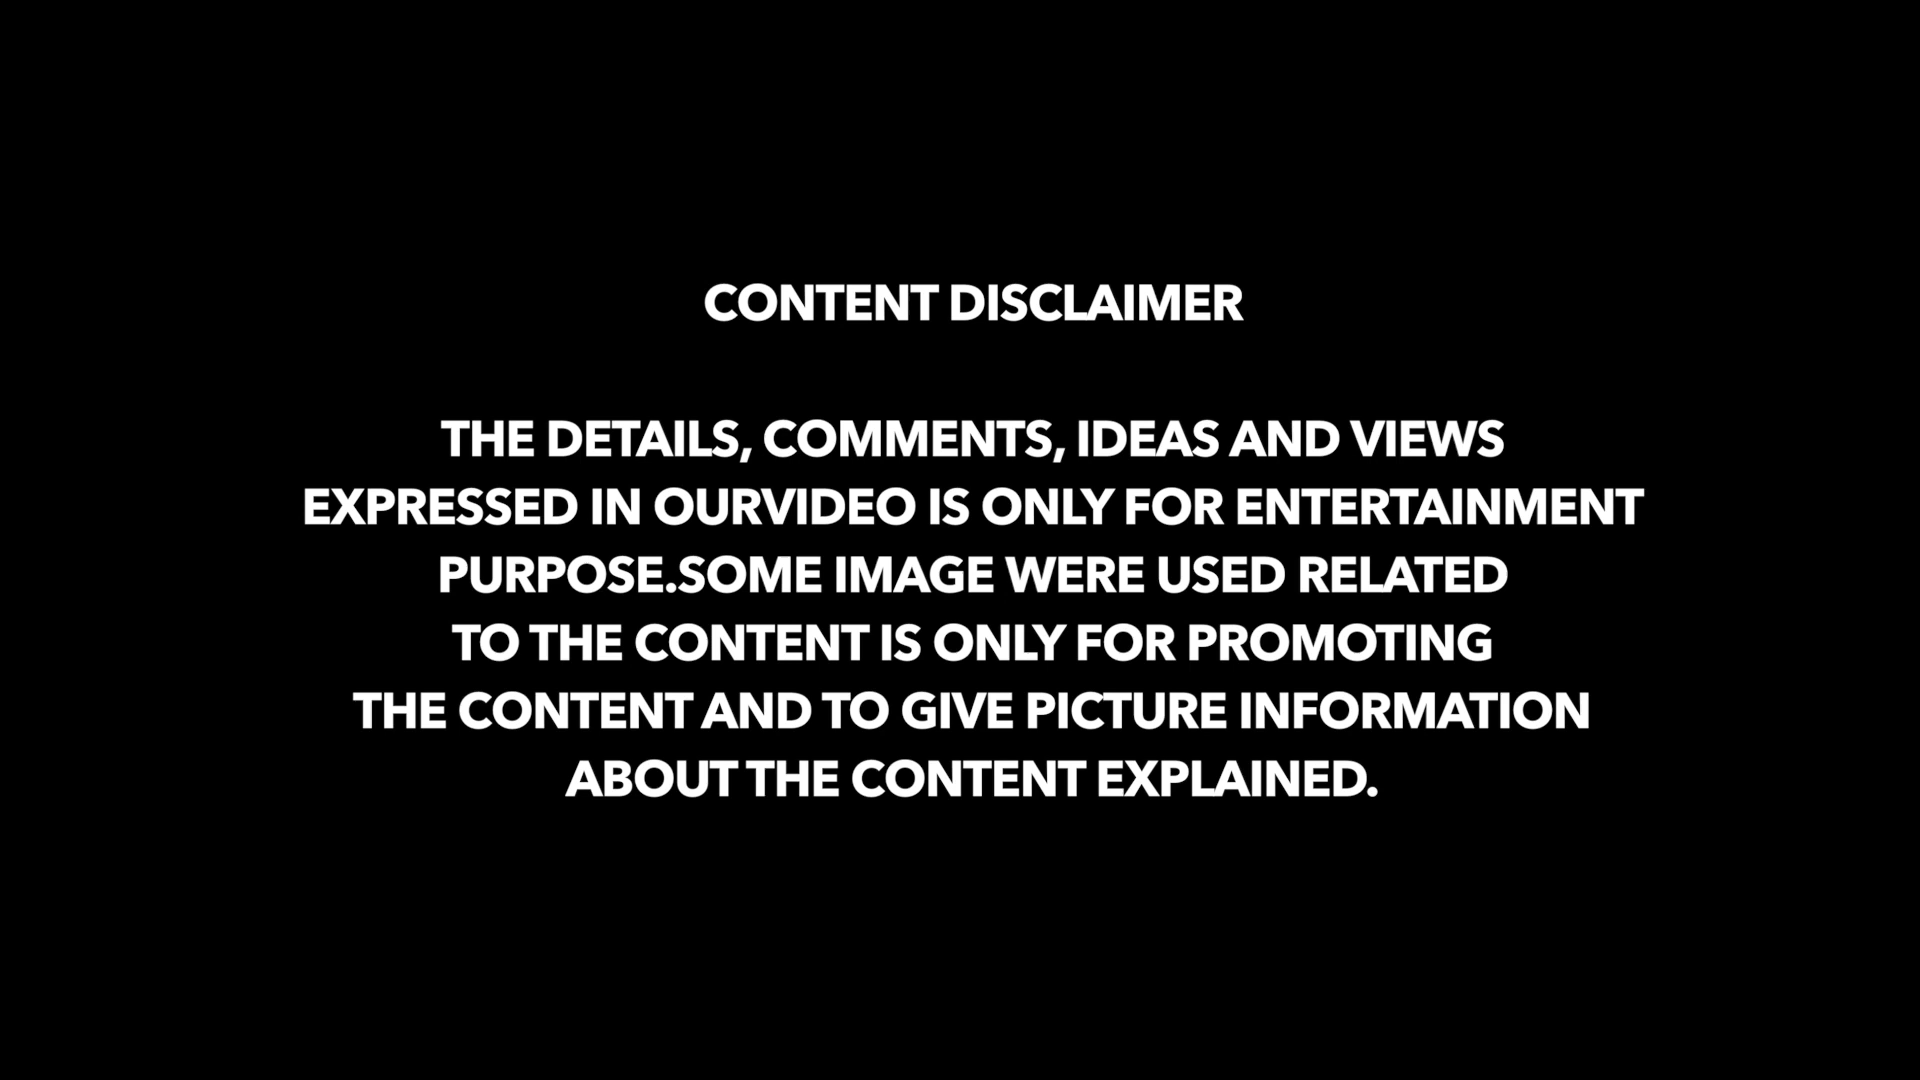 CONTENT DISCLAIMER
THE DETAILS, COMMENTS, IDEAS AND VIEWS
EXPRESSED IN OURVIDEO IS ONLY FOR ENTERTAINMENT
PURPOSE.SOME IMAGE WERE USED RELATED
TO THE CONTENT IS ONLY FOR PROMOTING
THE CONTENT AND TO GIVE PICTURE INFORMATION
ABOUT THE CONTENT EXPLAINED.